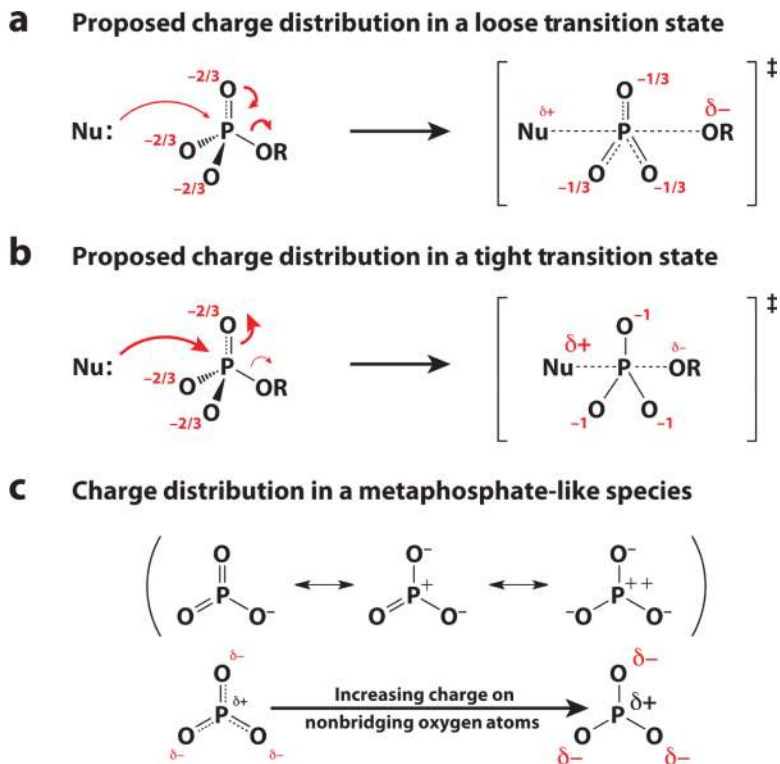 a Proposed charge distribution in a loose transition state
−2/3
O
Nu:
P
−2/3 O
OR
O
−2/3
‡
O −1/3
δ+
δ−
Nu
P
OR
O
O
−1/3
−1/3
b Proposed charge distribution in a tight transition state
−2/3
O
Nu:
P
−2/3 O
OR
O
−2/3
‡
O −1
δ+
δ−
Nu
P
OR
O
O
−1
−1
c Charge distribution in a metaphosphate-like species
O
O−
O−
P
P+
P++
O
O−
O
O−
−O
O−
δ−
O
δ+
P
O
O
δ−
δ−
Increasing charge on
nonbridging oxygen atoms
δ−
O
δ+
P
O
O
δ−
δ−